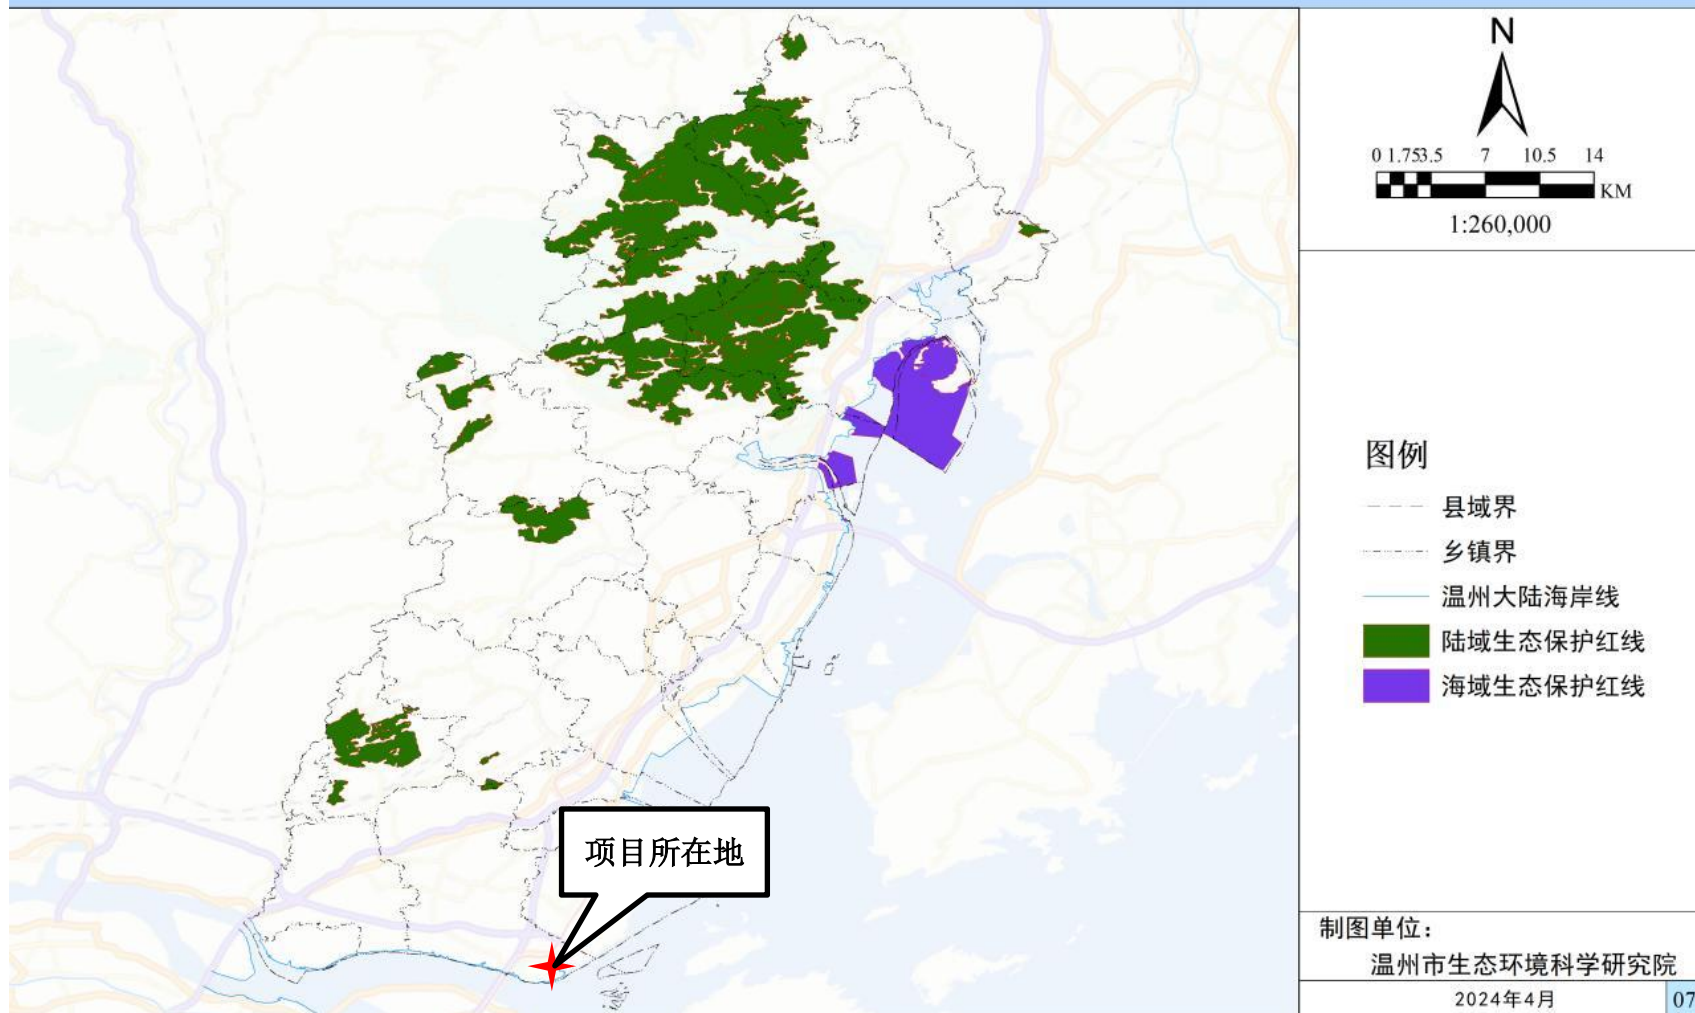 N
0 1.753.5 7 10.5 14
KM
1:260,000
图例
县域界
乡镇界
温州大陆海岸线
陆域生态保护红线
海域生态保护红线
项目所在地
制图单位：
温州市生态环境科学研究院
2024年4月
07